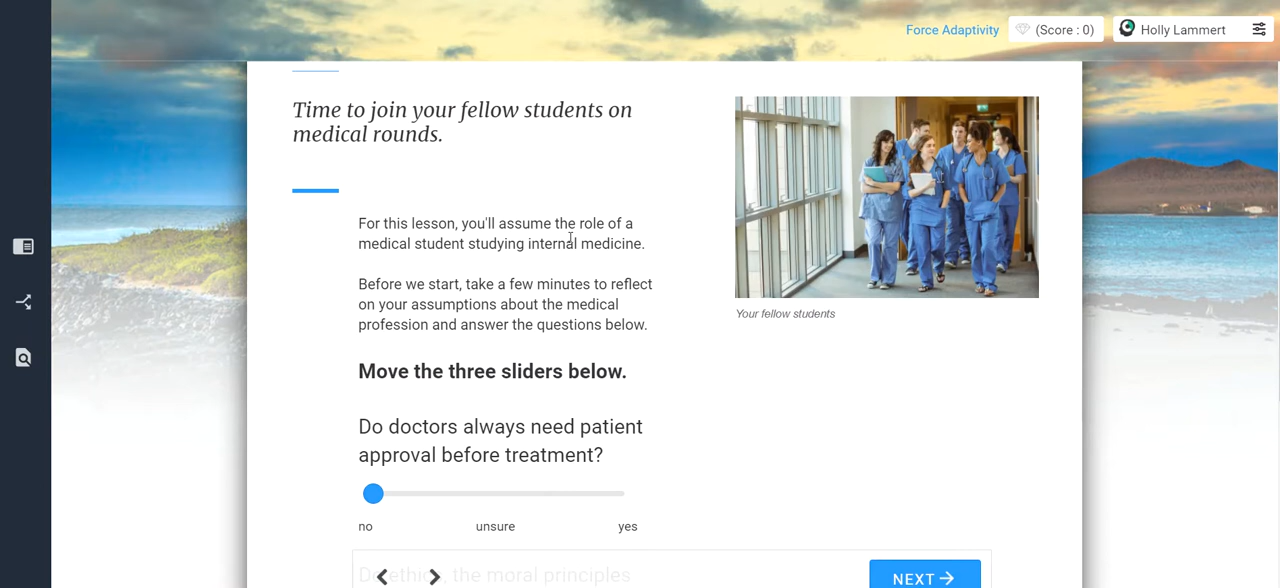 Force Adaptivity
(Score : 0)
Holly Lammert
Time to join your fellow students on
medical rounds.
For this lesson, you'll assume the role of a
medical student studying internal medicine.
Before we start, take a few minutes to reflect
on your assumptions about the medical
profession and answer the questions below.
Move the three sliders below.
Do doctors always need patient
approval before treatment?
no unsure yes
Your fellow students
Do ethics, the moral principles
NEXT